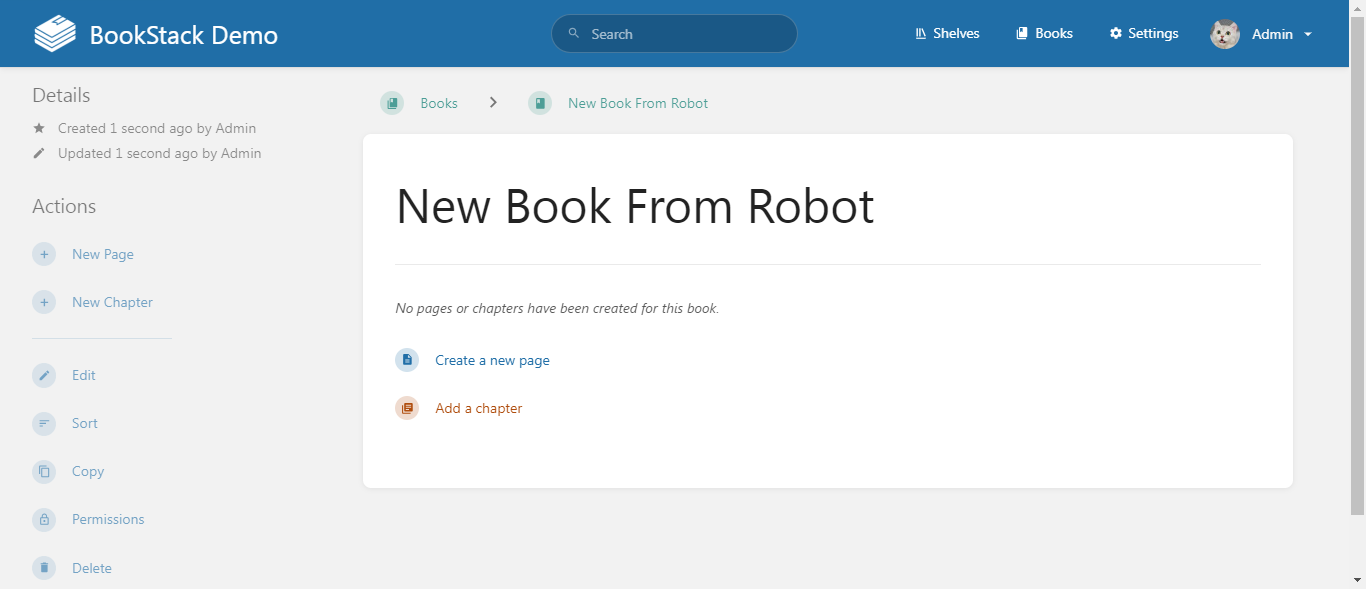 BookStack Demo
Search
Shelves
Books
Settings
Admin
Details
Created 1 second ago by Admin
Updated 1 second ago by Admin
Actions
New Page
New Chapter
Edit
Sort
Copy
Permissions
Delete
Books
New Book From Robot
New Book From Robot
No pages or chapters have been created for this book.
Create a new page
Add a chapter